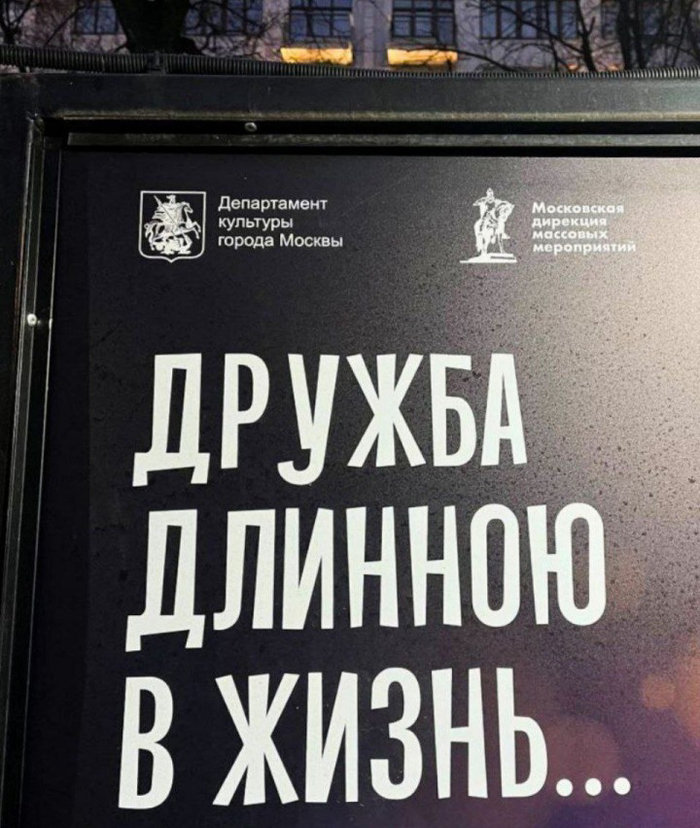 Департамент
культуры
города Москвы
Московская
дирекция
массовых
мероприятий
ДРУЖБА
ДЛИННОЮ
В ЖИЗНЬ...